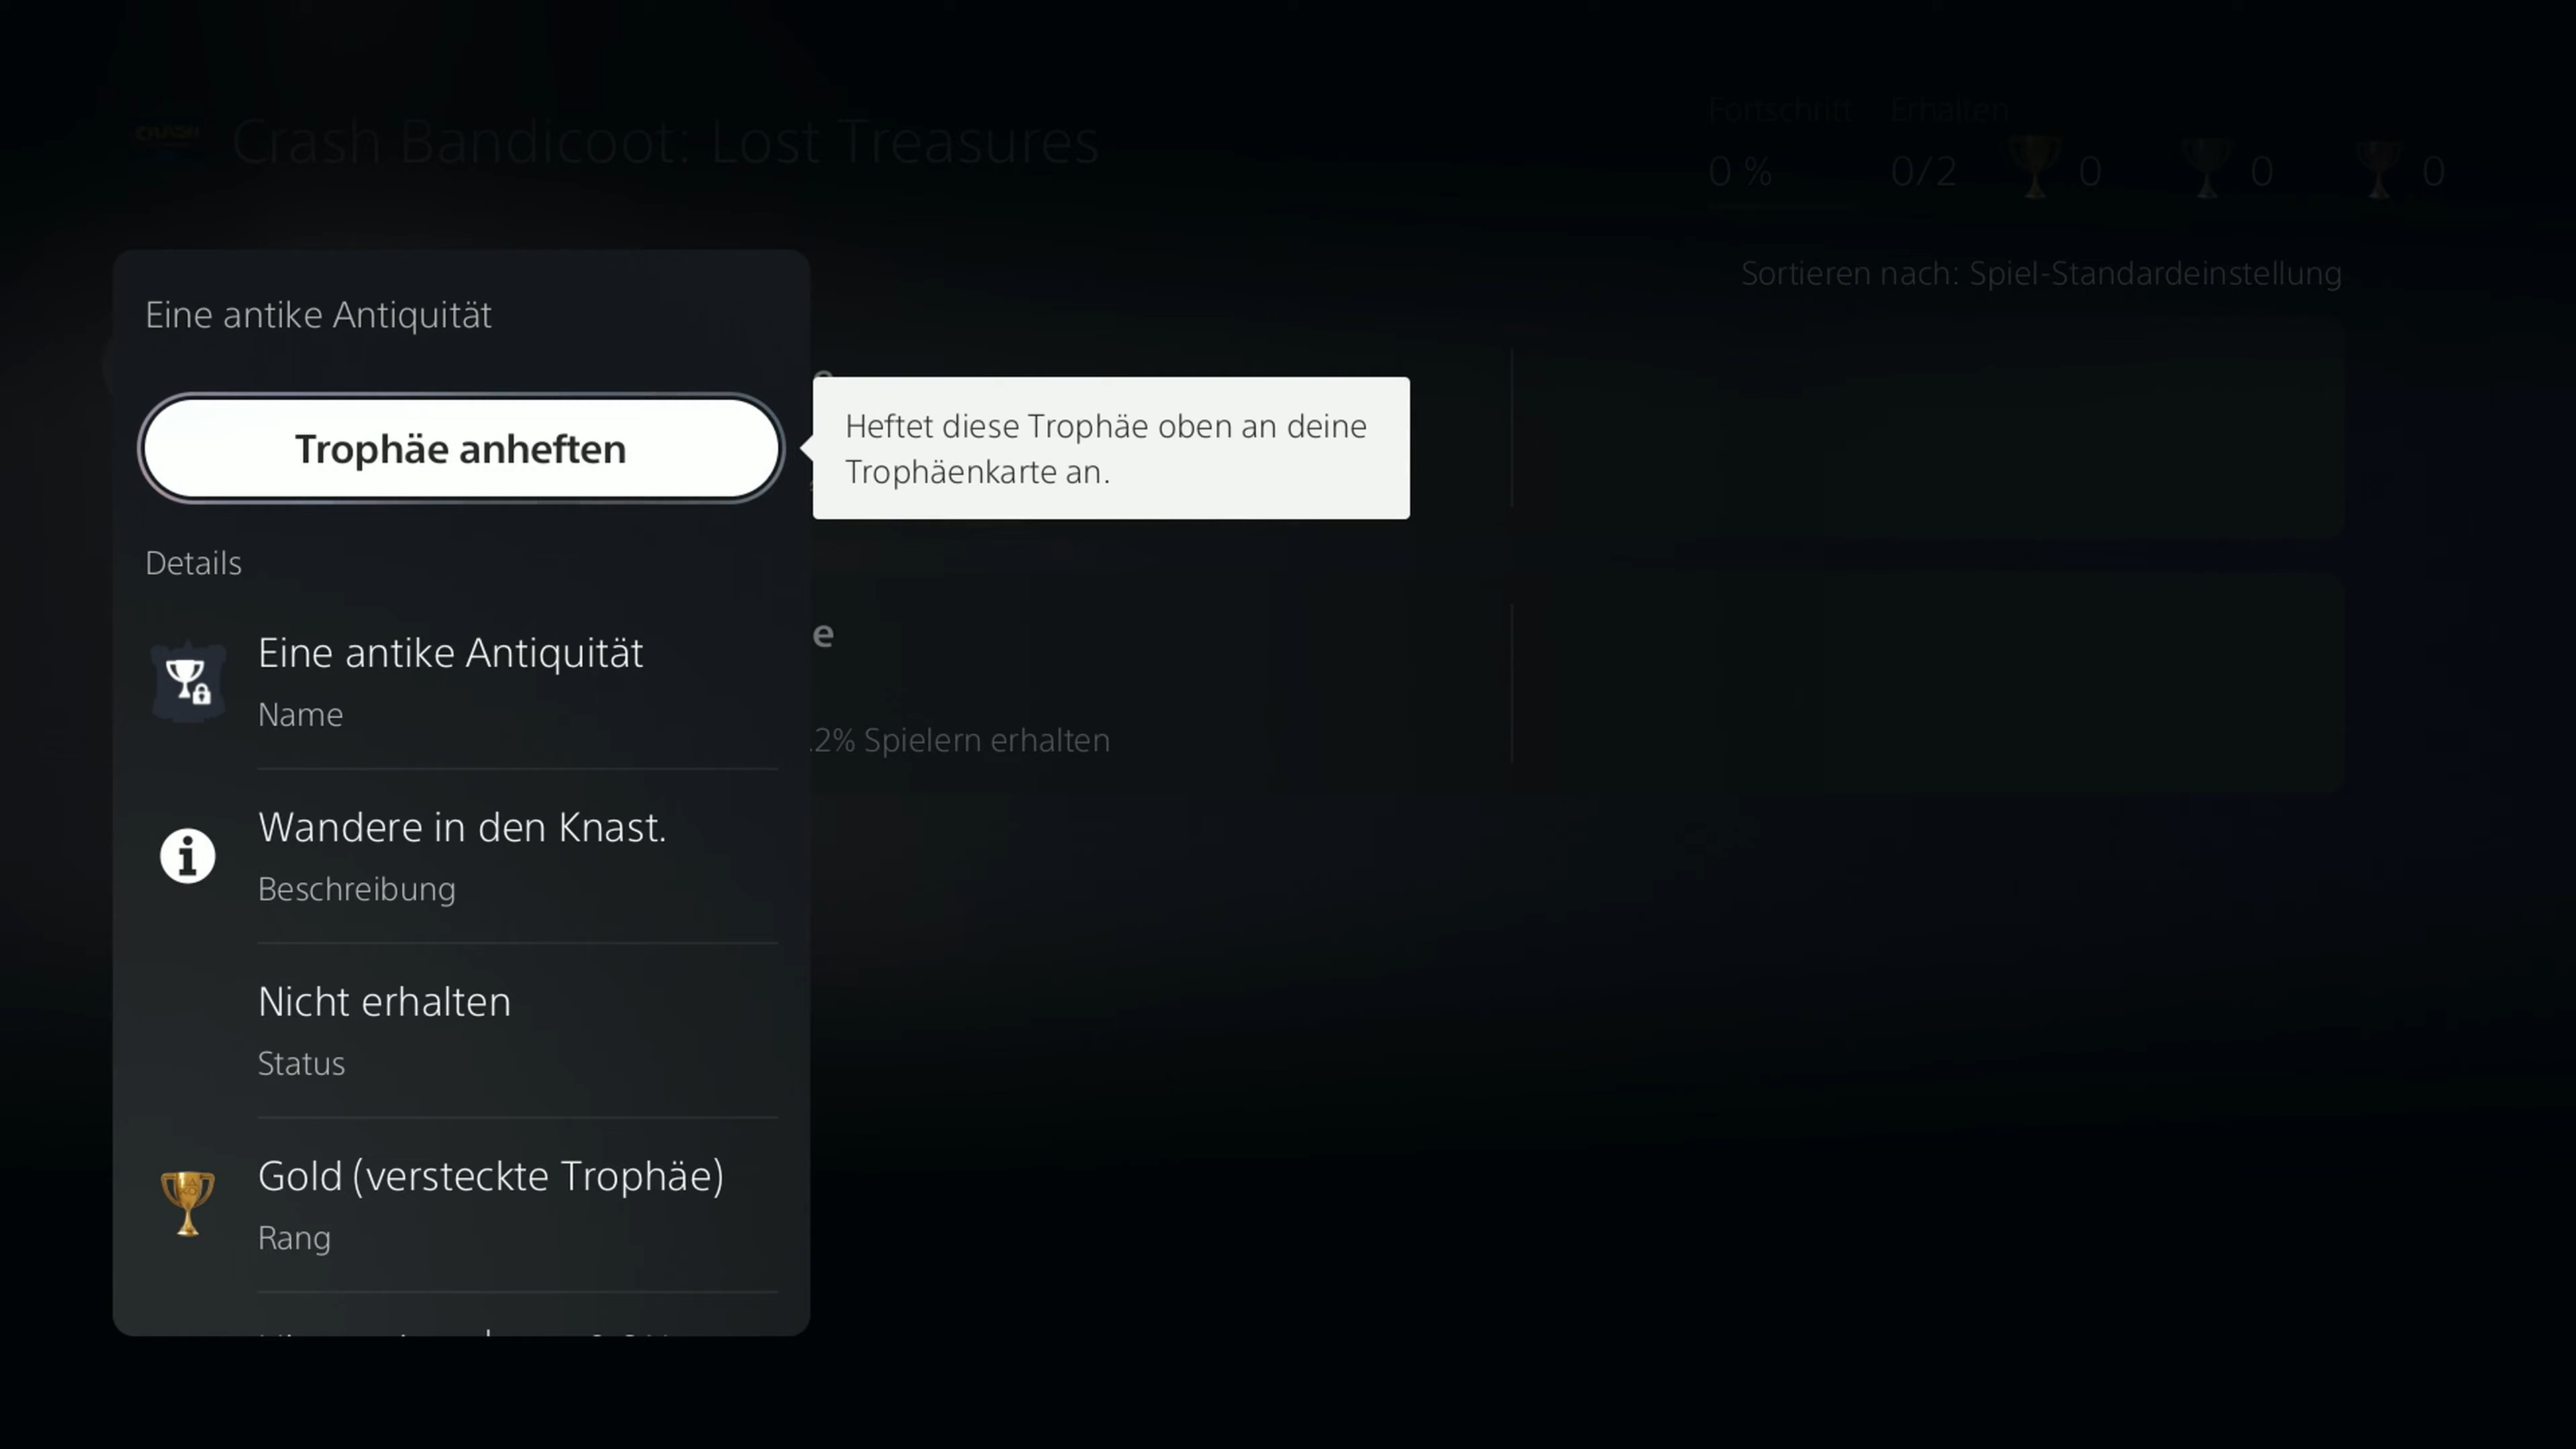 Crash Bandicoot: Lost Treasures
Fortschritt
Erhalten
0 %
0/2
0
0
0
Sortieren nach: Spiel-Standardeinstellung
Eine antike Antiquität
Trophäe anheften
Heftet diese Trophäe oben an deine
Trophäenkarte an.
Details
Eine antike Antiquität
Name
e
.2% Spielern erhalten
Wandere in den Knast.
Beschreibung
Nicht erhalten
Status
Gold (versteckte Trophäe)
Rang